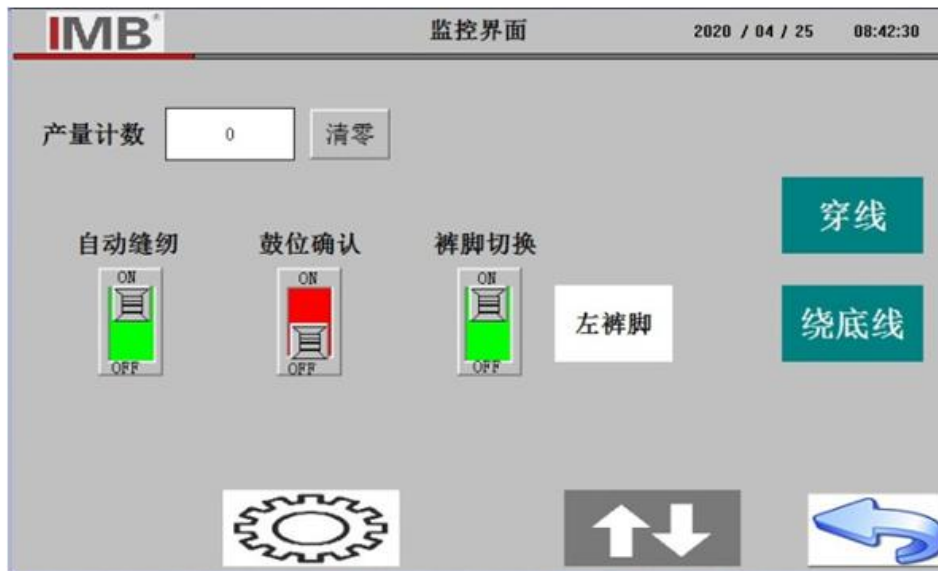 IMB 监控界面 2020 / 04 / 25 08:42:30
产量计数 0 清零
穿线
自动缝纫 鼓位确认 裤脚切换
ON ON ON
左裤脚 绕底线
OFF OFF OFF